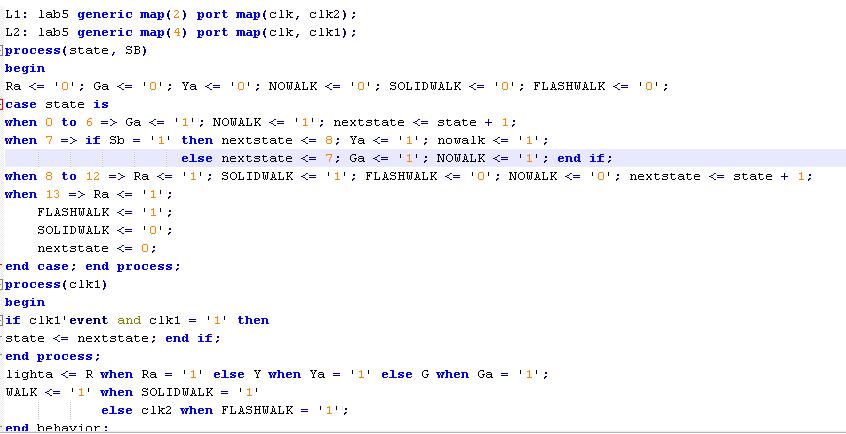 L1: lab5 generic map(2) port map(clk, clk2);
L2: lab5 generic map(4) port map(clk, clk1);
process(state, SB)
begin
Ra <= '0'; Ga <= '0'; Ya <= '0'; NOWALK <= '0'; SOLIDWALK <= '0'; FLASHWALK <= '0';
case state is
when 0 to 6 => Ga <= '1'; NOWALK <= '1'; nextstate <= state + 1;
when 7 => if Sb = '1' then nextstate <= 8; Ya <= '1'; nowalk <= '1';
else nextstate <= 7; Ga <= '1'; NOWALK <= '1'; end if;
when 8 to 12 => Ra <= '1'; SOLIDWALK <= '1'; FLASHWALK <= '0'; NOWALK <= '0'; nextstate <= state + 1;
when 13 => Ra <= '1';
FLASHWALK <= '1';
SOLIDWALK <= '0';
nextstate <= 0;
end case; end process;
process(clk1)
begin
if clk1'event and clk1 = '1' then
state <= nextstate; end if;
end process;
lighta <= R when Ra = '1' else Y when Ya = '1' else G when Ga = '1';
WALK <= '1' when SOLIDWALK = '1'
else clk2 when FLASHWALK = '1';
end behavior;